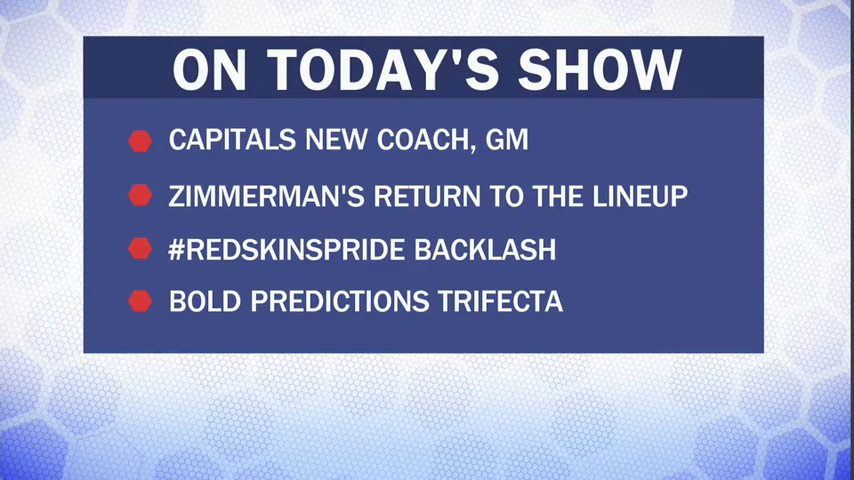 ON TODAY'S SHOW
CAPITALS NEW COACH, GM
ZIMMERMAN'S RETURN TO THE LINEUP
#REDSKINSPRIDE BACKLASH
BOLD PREDICTIONS TRIFECTA